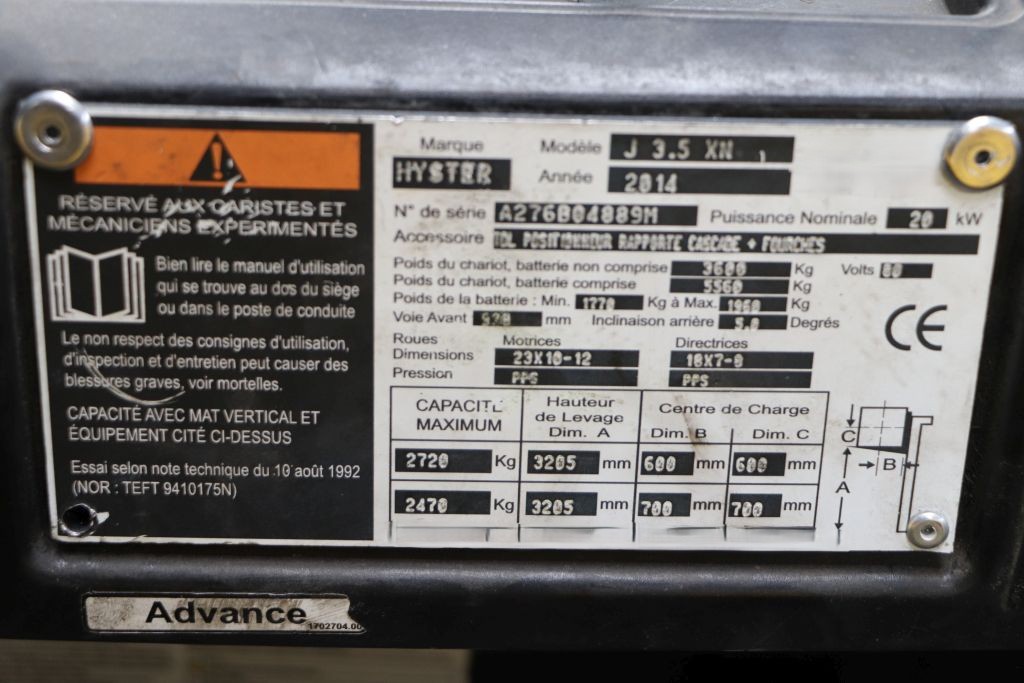 RÉSERVÉ AUX CARISTES ET
MÉCANICIENS EXPERIMENTÉS
Bien lire le manuel d'utilisation
qui se trouve au dos du siége
ou dans le poste de conduite
Le non respect des consignes d'utilisation,
d'inspection et d'entretien peut causer des
blessures graves, voir mortelles.
CAPACITÉ AVEC MAT VERTICAL ET
ÉQUIPEMENT CITÉ CI-DESSUS
Essai selon note technique du 10 août 1992
(NOR : TEFT 9410175N)
Marque Modèle J 3.5 XN
HYSTER Année 2014
N° de série A276B04889M Puissance Nominale 20 kW
Accessoire TDL POSITIONNEUR RAPPORTE CASCADE + FOURCHES
Poids du chariot, batterie non comprise 3600 Kg Volts 80
Poids du chariot, batterie comprise 5560 Kg
Poids de la batterie : Min. 1770 Kg à Max. 1960 Kg
Voie Avant mm Inclinaison arrière 5.0 Degrés
Roues Motrices Directrices
Dimensions 23X10-12 18X7-8
Pression PPS PPS
CAPACITÉ MAXIMUM Hauteur de Levage Dim. A Centre de Charge
Dim. B Dim. C
2720 Kg 3205 mm 600 mm 600 mm
2470 Kg 3205 mm 700 mm 700 mm
CE
C
B
A
Advance
1702704.00